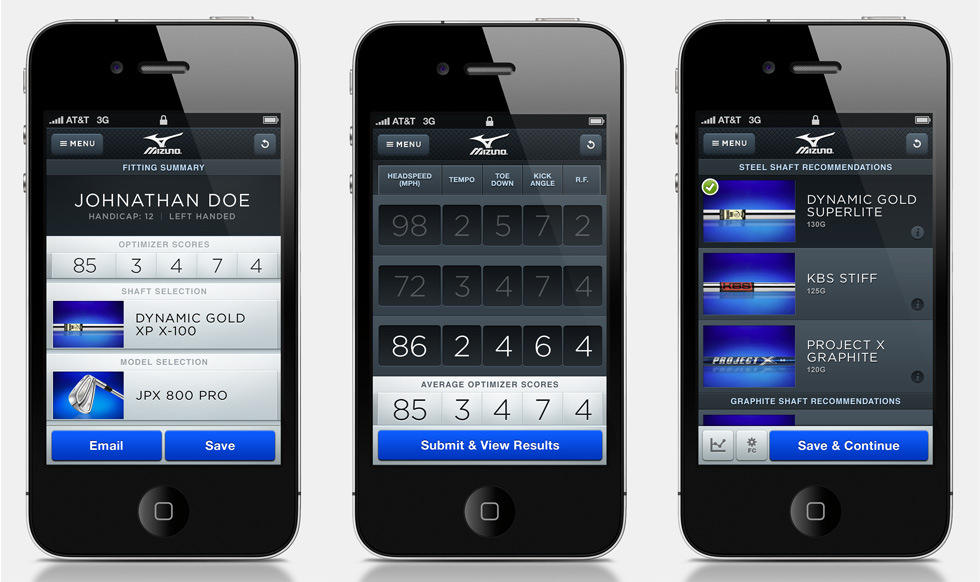 AT&T 3G
MENU
MIZUNO
FITTING SUMMARY
JOHNATHAN DOE
HANDICAP: 12 | LEFT HANDED
OPTIMIZER SCORES
85 3 4 7 4
SHAFT SELECTION
DYNAMIC GOLD
XP X-100
MODEL SELECTION
JPX 800 PRO
Email Save
AT&T 3G
MENU
MIZUNO
HEADSPEED
(MPH)
TEMPO
TOE
DOWN
KICK
ANGLE
R.F.
98 2 5 7 2
72 3 4 7 4
86 2 4 6 4
AVERAGE OPTIMIZER SCORES
85 3 4 7 4
Submit & View Results
AT&T 3G
MENU
MIZUNO
STEEL SHAFT RECOMMENDATIONS
DYNAMIC GOLD
SUPERLITE
130G
i
KBS
KBS STIFF
125G
i
PROJECT X
PROJECT X
GRAPHITE
120G
i
GRAPHITE SHAFT RECOMMENDATIONS
FC
Save & Continue